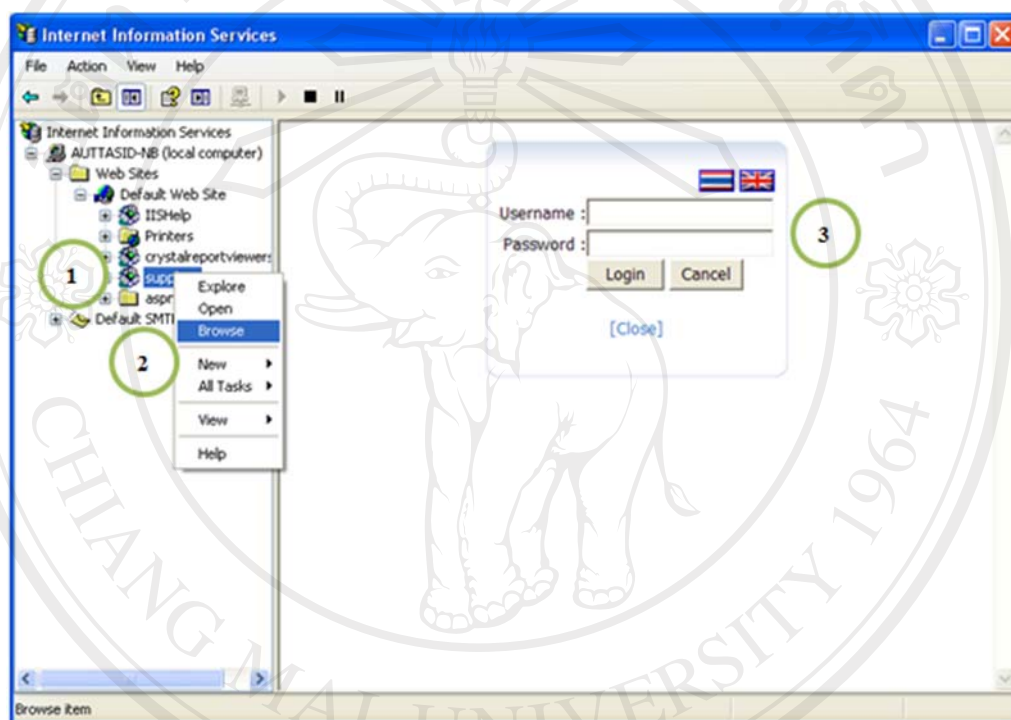 Internet Information Services
File Action View Help
Internet Information Services
AUTTASID-NB (local computer)
Web Sites
Default Web Site
IISHelp
Printers
crystalreportviewers
1
Default SMTP
Explore
Open
Browse
2
New
All Tasks
View
Help
Username :
Password :
Login Cancel
[Close]
3
Browse item
CHIANG MAI UNIVERSITY 1964